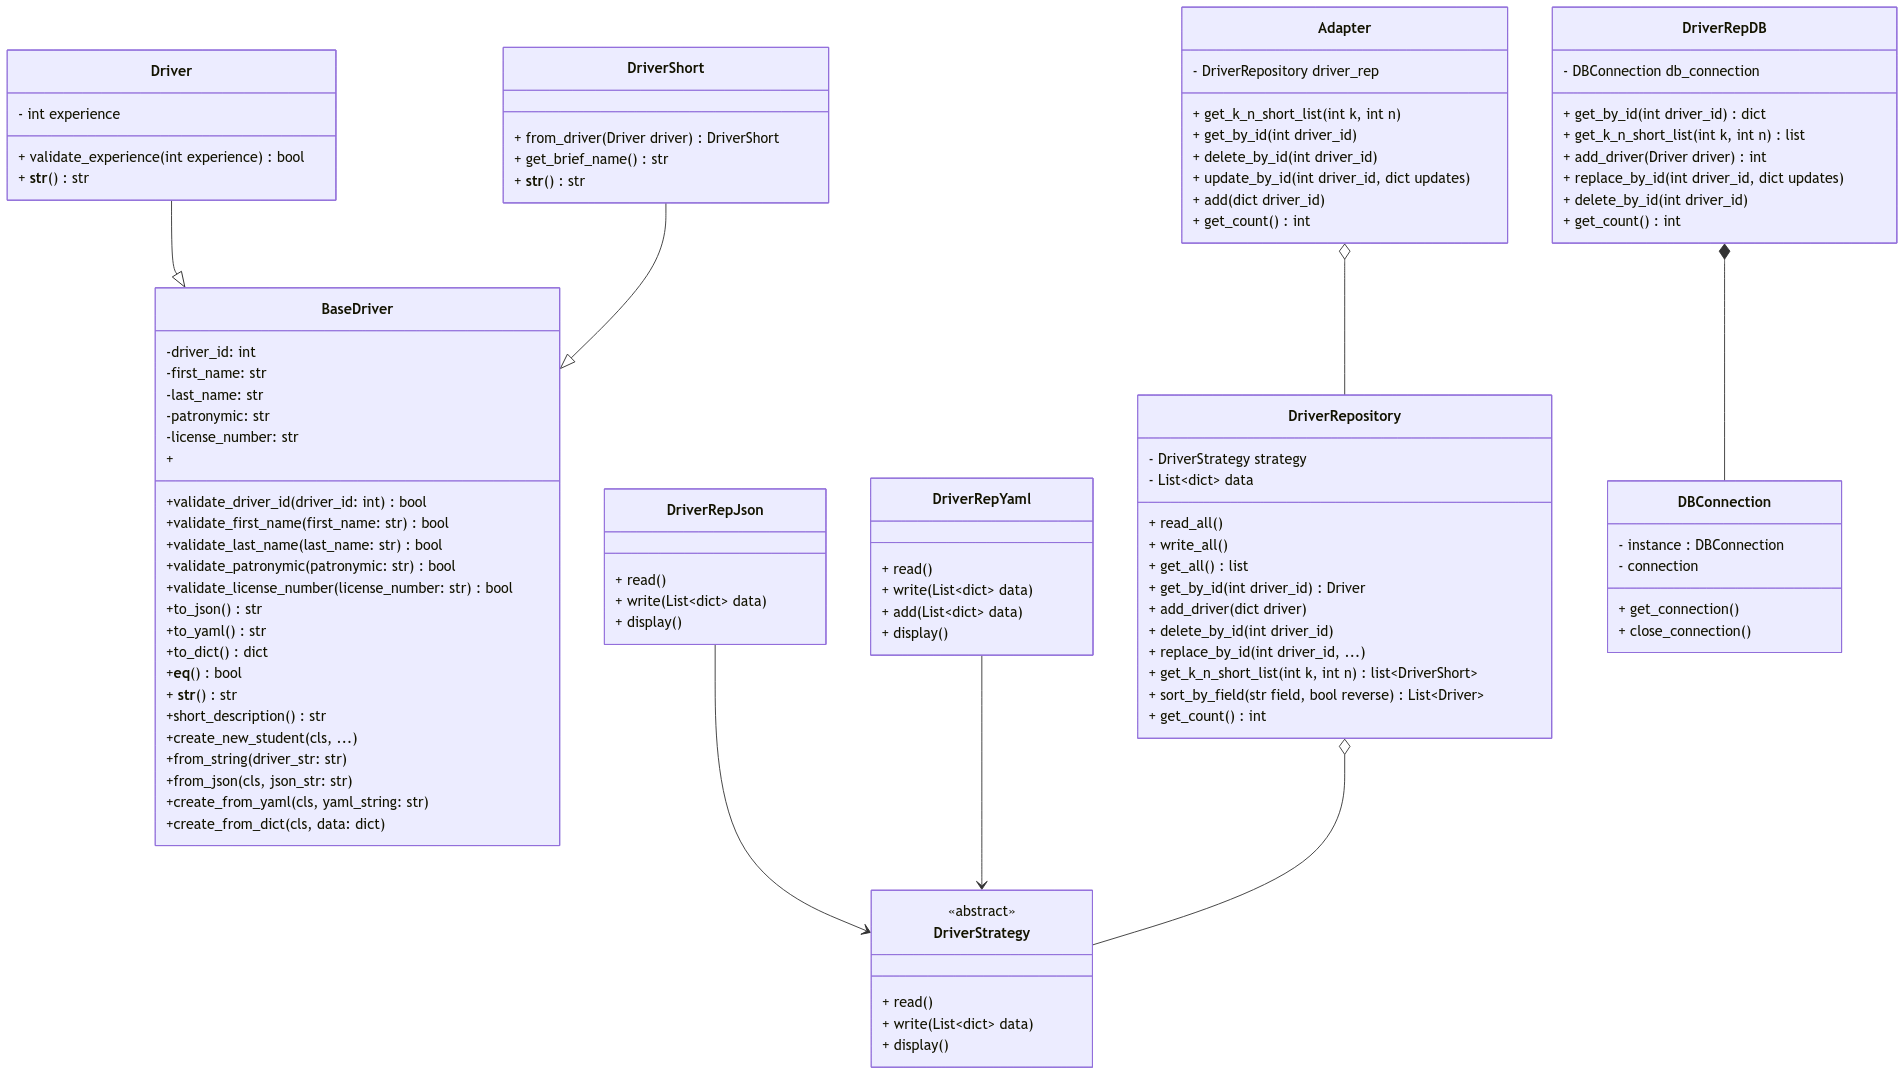 Driver
- int experience
+ validate_experience(int experience) : bool
+ str() : str
DriverShort
+ from_driver(Driver driver) : DriverShort
+ get_brief_name() : str
+ str() : str
Adapter
- DriverRepository driver_rep
+ get_k_n_short_list(int k, int n)
+ get_by_id(int driver_id)
+ delete_by_id(int driver_id)
+ update_by_id(int driver_id, dict updates)
+ add(dict driver_id)
+ get_count() : int
DriverRepDB
- DBConnection db_connection
+ get_by_id(int driver_id) : dict
+ get_k_n_short_list(int k, int n) : list
+ add_driver(Driver driver) : int
+ replace_by_id(int driver_id, dict updates)
+ delete_by_id(int driver_id)
+ get_count() : int
BaseDriver
-driver_id: int
-first_name: str
-last_name: str
-patronymic: str
-license_number: str
+
+validate_driver_id(driver_id: int) : bool
+validate_first_name(first_name: str) : bool
+validate_last_name(last_name: str) : bool
+validate_patronymic(patronymic: str) : bool
+validate_license_number(license_number: str) : bool
+to_json() : str
+to_yaml() : str
+to_dict() : dict
+eq() : bool
+ str() : str
+short_description() : str
+create_new_student(cls, ...)
+from_string(driver_str: str)
+from_json(cls, json_str: str)
+create_from_yaml(cls, yaml_string: str)
+create_from_dict(cls, data: dict)
DriverRepJson
+ read()
+ write(List<dict> data)
+ display()
DriverRepYaml
+ read()
+ write(List<dict> data)
+ add(List<dict> data)
+ display()
DriverRepository
- DriverStrategy strategy
- List<dict> data
+ read_all()
+ write_all()
+ get_all() : list
+ get_by_id(int driver_id) : Driver
+ add_driver(dict driver)
+ delete_by_id(int driver_id)
+ replace_by_id(int driver_id, ...)
+ get_k_n_short_list(int k, int n) : list<DriverShort>
+ sort_by_field(str field, bool reverse) : List<Driver>
+ get_count() : int
DBConnection
- instance : DBConnection
- connection
+ get_connection()
+ close_connection()
«abstract»
DriverStrategy
+ read()
+ write(List<dict> data)
+ display()